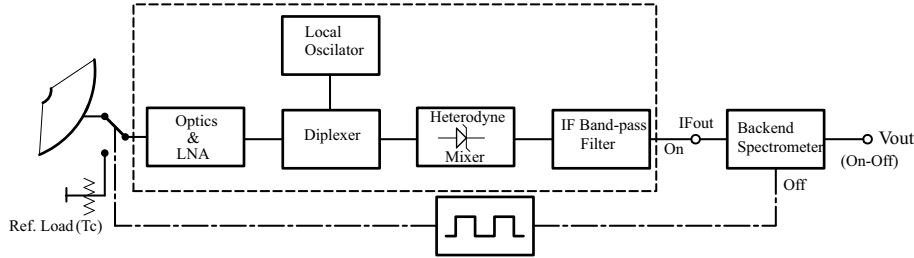 Local
Oscilator
Optics
&
LNA
Diplexer
Heterodyne
Mixer
IF Band-pass
Filter
IFout
On
Backend
Spectrometer
Vout
(On-Off)
Off
Ref. Load (Tc)